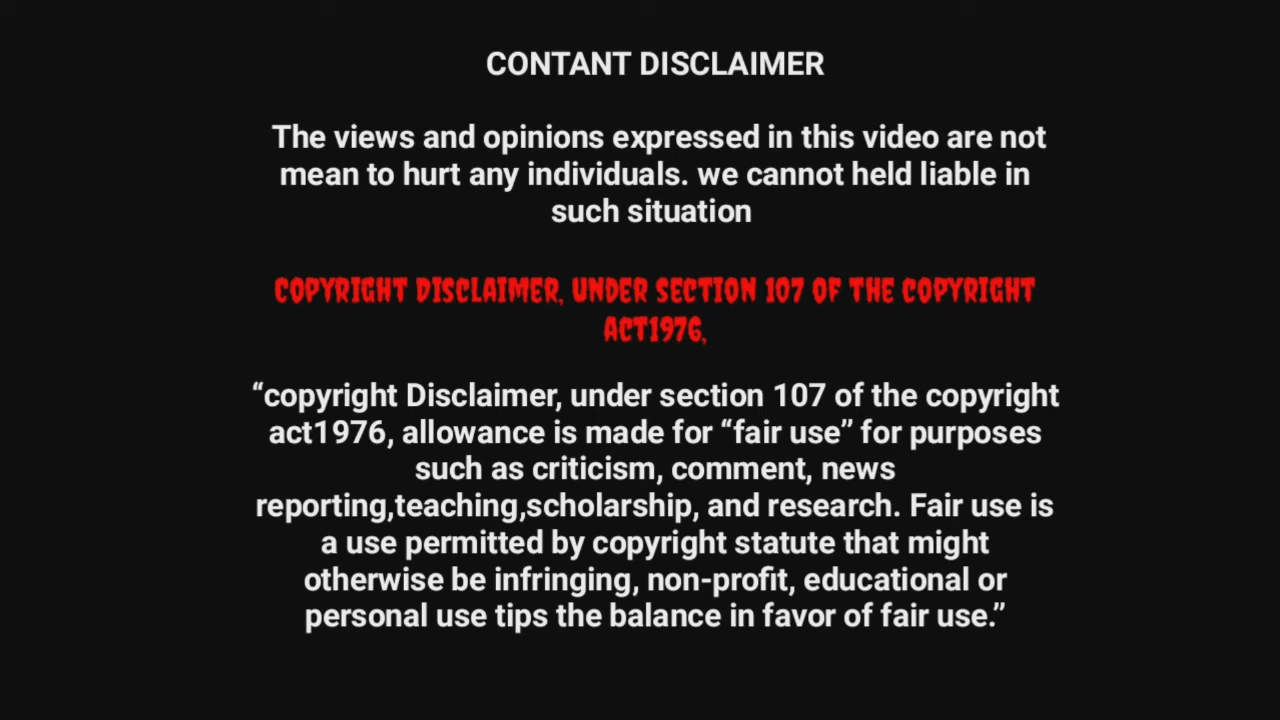 CONTANT DISCLAIMER
The views and opinions expressed in this video are not
mean to hurt any individuals. we cannot held liable in
such situation
COPYRIGHT DISCLAIMER, UNDER SECTION 107 OF THE COPYRIGHT
ACT1976,
“copyright Disclaimer, under section 107 of the copyright
act1976, allowance is made for “fair use” for purposes
such as criticism, comment, news
reporting,teaching,scholarship, and research. Fair use is
a use permitted by copyright statute that might
otherwise be infringing, non-profit, educational or
personal use tips the balance in favor of fair use.”